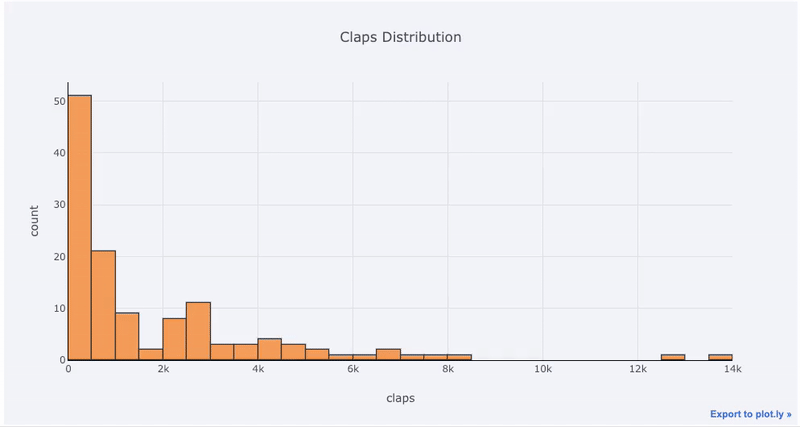 Claps Distribution
50
40
30
20
10
0
count
0 2k 4k 6k 8k 10k 12k 14k
claps
Export to plot.ly »